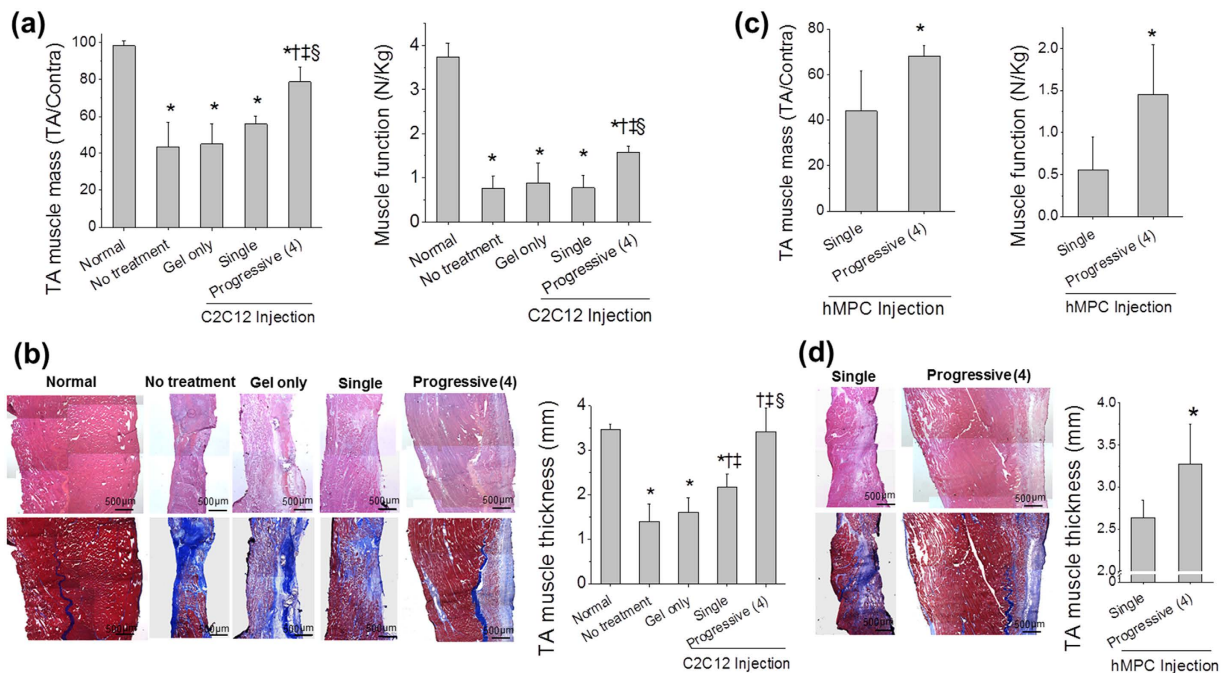 (a)
TA muscle mass (TA/Contra)
100
80
60
40
20
0
*
*
*
*†‡§
Normal
No treatment
Gel only
Single
Progressive (4)
C2C12 Injection
Muscle function (N/Kg)
4
3
2
1
0
*
*
*
*†‡§
Normal
No treatment
Gel only
Single
Progressive (4)
C2C12 Injection
(c)
TA muscle mass (TA/Contra)
80
60
40
20
0
*
Single
Progressive (4)
hMPC Injection
Muscle function (N/Kg)
2.0
1.5
1.0
0.5
0.0
*
Single
Progressive (4)
hMPC Injection
(b)
Normal
No treatment
Gel only
Single
Progressive (4)
500μm
500μm
500μm
500μm
500μm
500μm
500μm
500μm
500μm
500μm
TA muscle thickness (mm)
4
3
2
1
0
*
*
*†‡
†‡§
Normal
No treatment
Gel only
Single
Progressive (4)
C2C12 Injection
(d)
Single
Progressive (4)
500μm
500μm
500μm
500μm
TA muscle thickness (mm)
4.0
3.5
3.0
2.5
2.0
0
*
Single
Progressive (4)
hMPC Injection